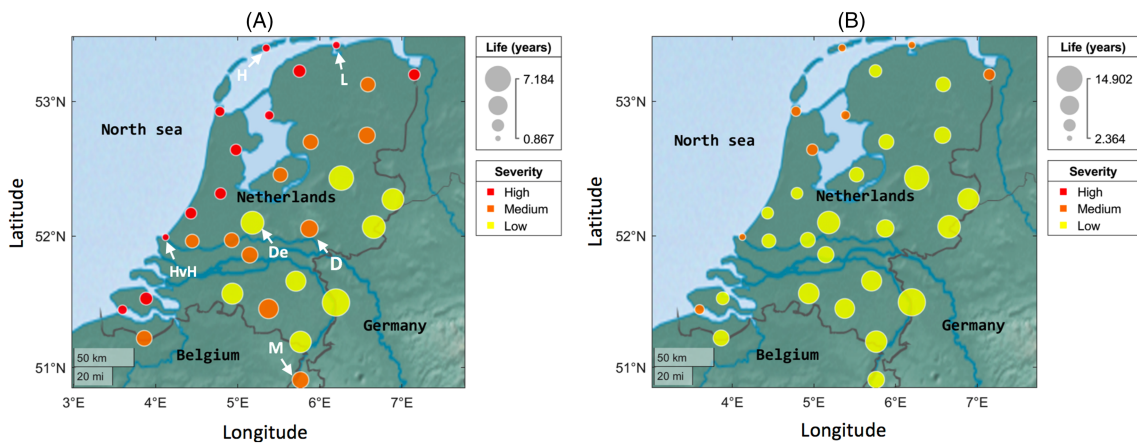 (A)
Latitude
53°N
52°N
51°N
3°E
4°E
5°E
6°E
7°E
Longitude
North sea
Netherlands
Belgium
Germany
H
L
HvH
De
D
M
50 km
20 mi
Life (years)
7.184
0.867
Severity
High
Medium
Low
(B)
Latitude
53°N
52°N
51°N
4°E
5°E
6°E
7°E
Longitude
North sea
Netherlands
Belgium
Germany
50 km
20 mi
Life (years)
14.902
2.364
Severity
High
Medium
Low